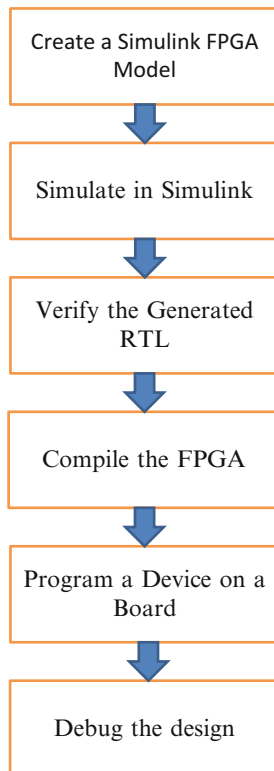 Create a Simulink FPGA
Model
Simulate in Simulink
Verify the Generated
RTL
Compile the FPGA
Program a Device on a
Board
Debug the design